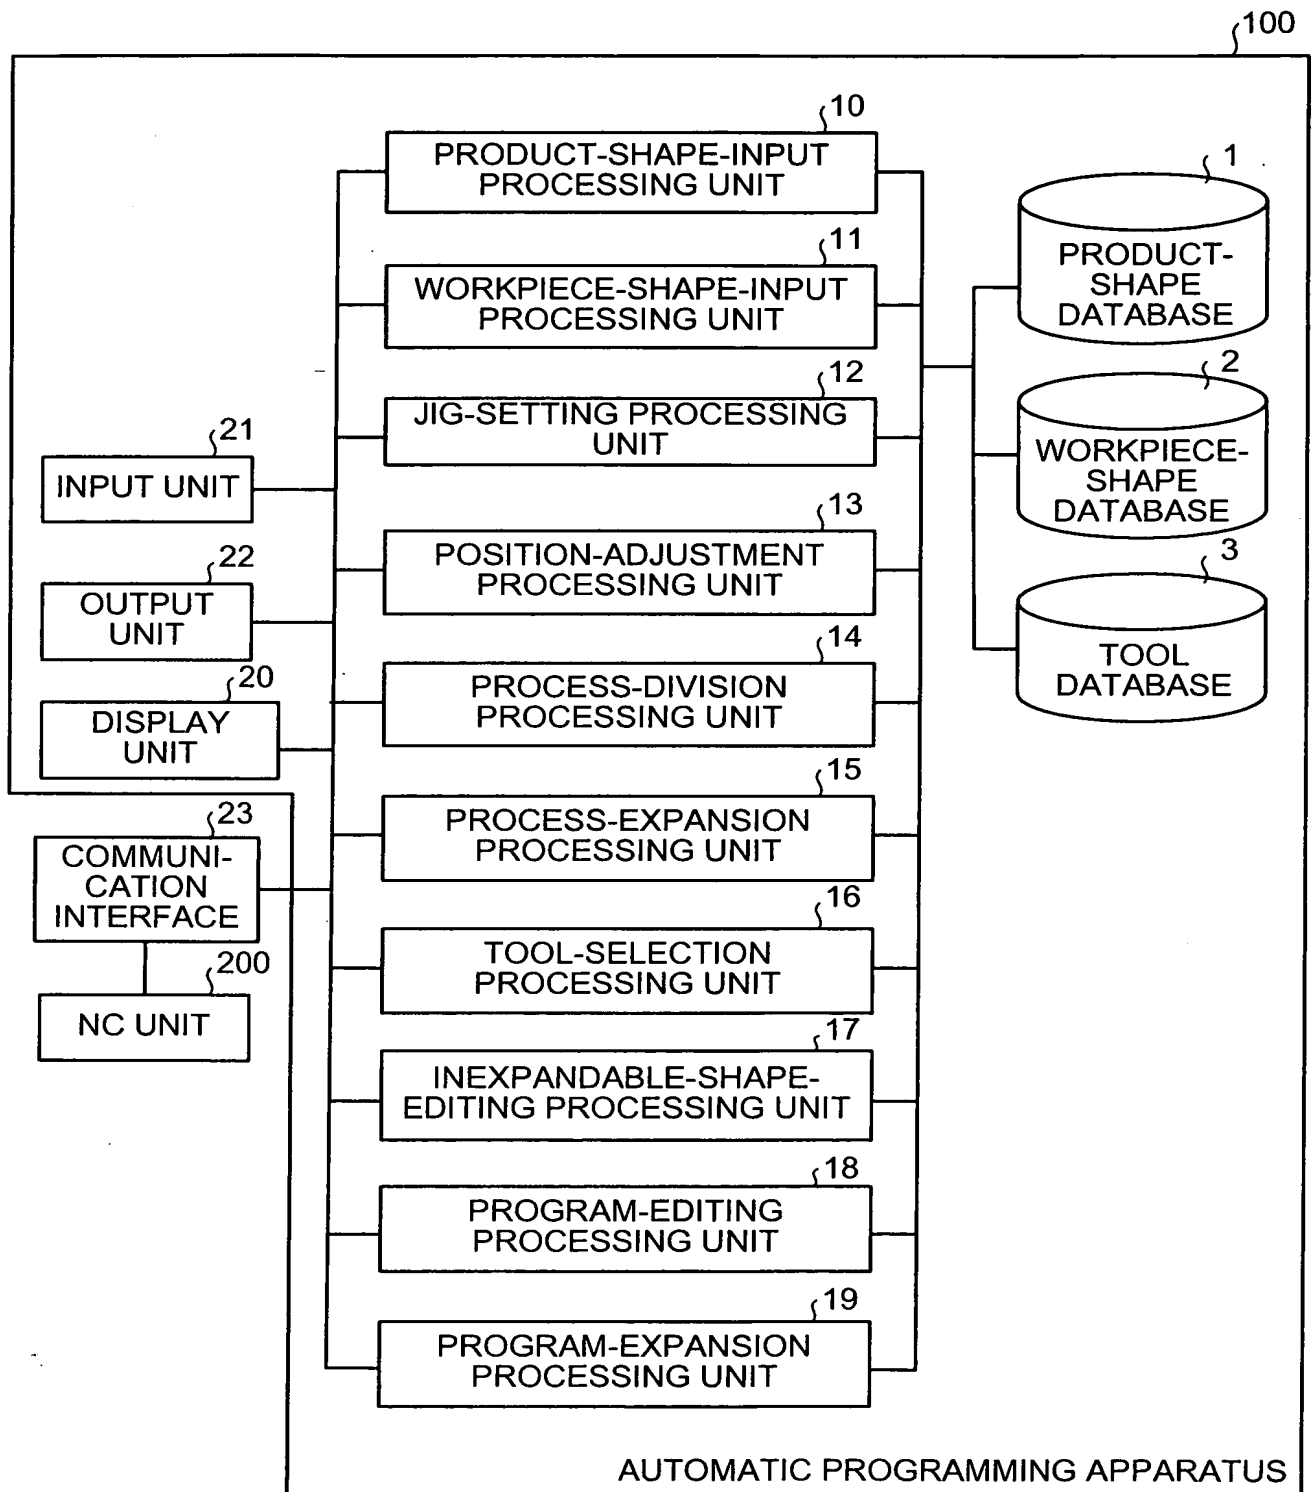 100
10
PRODUCT-SHAPE-INPUT
PROCESSING UNIT
11
WORKPIECE-SHAPE-INPUT
PROCESSING UNIT
12
JIG-SETTING PROCESSING
UNIT
13
POSITION-ADJUSTMENT
PROCESSING UNIT
14
PROCESS-DIVISION
PROCESSING UNIT
15
PROCESS-EXPANSION
PROCESSING UNIT
16
TOOL-SELECTION
PROCESSING UNIT
17
INEXPANDABLE-SHAPE-
EDITING PROCESSING UNIT
18
PROGRAM-EDITING
PROCESSING UNIT
19
PROGRAM-EXPANSION
PROCESSING UNIT
21
INPUT UNIT
22
OUTPUT
UNIT
20
DISPLAY
UNIT
23
COMMUNI-
CATION
INTERFACE
200
NC UNIT
1
PRODUCT-
SHAPE
DATABASE
2
WORKPIECE-
SHAPE
DATABASE
3
TOOL
DATABASE
AUTOMATIC PROGRAMMING APPARATUS